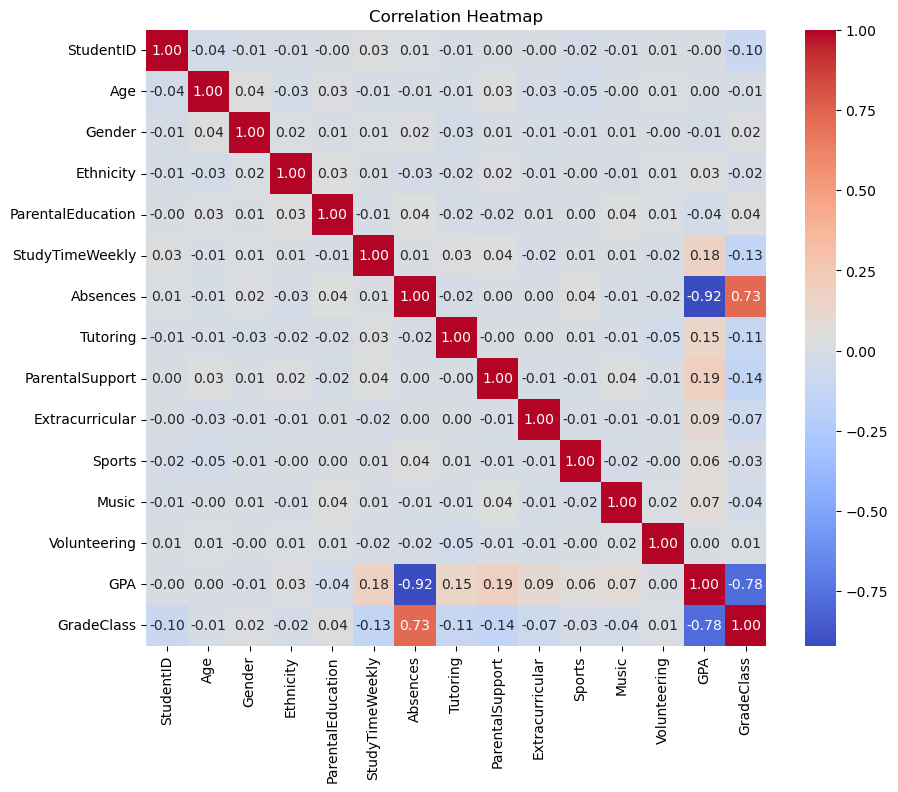 Correlation Heatmap
StudentID 1.00 -0.04 -0.01 -0.01 -0.00 0.03 0.01 -0.01 0.00 -0.00 -0.02 -0.01 0.01 -0.00 -0.10
Age -0.04 1.00 0.04 -0.03 0.03 -0.01 -0.01 -0.01 0.03 -0.03 -0.05 -0.00 0.01 0.00 -0.01
Gender -0.01 0.04 1.00 0.02 0.01 0.01 0.02 -0.03 0.01 -0.01 -0.01 0.01 -0.00 -0.01 0.02
Ethnicity -0.01 -0.03 0.02 1.00 0.03 0.01 -0.03 -0.02 0.02 -0.01 -0.00 -0.01 0.01 0.03 -0.02
ParentalEducation -0.00 0.03 0.01 0.03 1.00 -0.01 0.04 -0.02 -0.02 0.01 0.00 0.04 0.01 -0.04 0.04
StudyTimeWeekly 0.03 -0.01 0.01 0.01 -0.01 1.00 0.01 0.03 0.04 -0.02 0.01 0.01 -0.02 0.18 -0.13
Absences 0.01 -0.01 0.02 -0.03 0.04 0.01 1.00 -0.02 0.00 0.00 0.04 -0.01 -0.02 -0.92 0.73
Tutoring -0.01 -0.01 -0.03 -0.02 -0.02 0.03 -0.02 1.00 -0.00 0.00 0.01 -0.01 -0.05 0.15 -0.11
ParentalSupport 0.00 0.03 0.01 0.02 -0.02 0.04 0.00 -0.00 1.00 -0.01 -0.01 0.04 -0.01 0.19 -0.14
Extracurricular -0.00 -0.03 -0.01 -0.01 0.01 -0.02 0.00 0.00 -0.01 1.00 -0.01 -0.01 -0.01 0.09 -0.07
Sports -0.02 -0.05 -0.01 -0.00 0.00 0.01 0.04 0.01 -0.01 -0.01 1.00 -0.02 -0.00 0.06 -0.03
Music -0.01 -0.00 0.01 -0.01 0.04 0.01 -0.01 -0.01 0.04 -0.01 -0.02 1.00 0.02 0.07 -0.04
Volunteering 0.01 0.01 -0.00 0.01 0.01 -0.02 -0.02 -0.05 -0.01 -0.01 -0.00 0.02 1.00 0.00 0.01
GPA -0.00 0.00 -0.01 0.03 -0.04 0.18 -0.92 0.15 0.19 0.09 0.06 0.07 0.00 1.00 -0.78
GradeClass -0.10 -0.01 0.02 -0.02 0.04 -0.13 0.73 -0.11 -0.14 -0.07 -0.03 -0.04 0.01 -0.78 1.00
StudentID Age Gender Ethnicity ParentalEducation StudyTimeWeekly Absences Tutoring ParentalSupport Extracurricular Sports Music Volunteering GPA GradeClass
1.00
0.75
0.50
0.25
0.00
−0.25
−0.50
−0.75